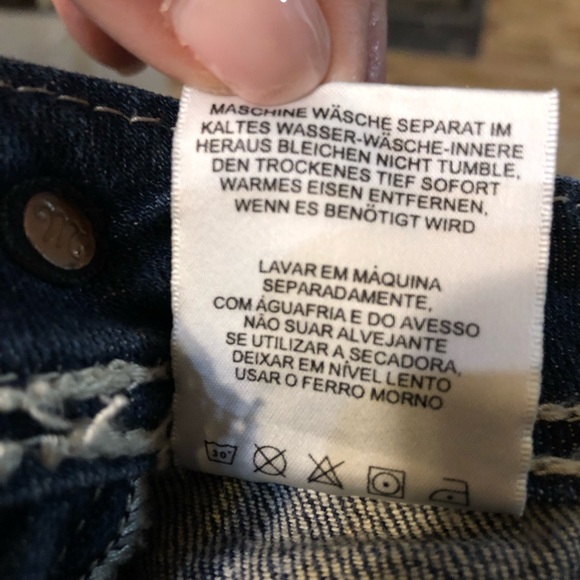 MASCHINE WÄSCHE SEPARAT IM
KALTES WASSER-WÄSCHE-INNERE
HERAUS BLEICHEN NICHT TUMBLE,
DEN TROCKENES TIEF SOFORT
WARMES EISEN ENTFERNEN,
WENN ES BENÖTIGT WIRD
LAVAR EM MÁQUINA
SEPARADAMENTE,
COM ÁGUAFRIA E DO AVESSO
NÃO SUAR ALVEJANTE
SE UTILIZAR A SECADORA,
DEIXAR EM NÍVEL LENTO
USAR O FERRO MORNO
30°